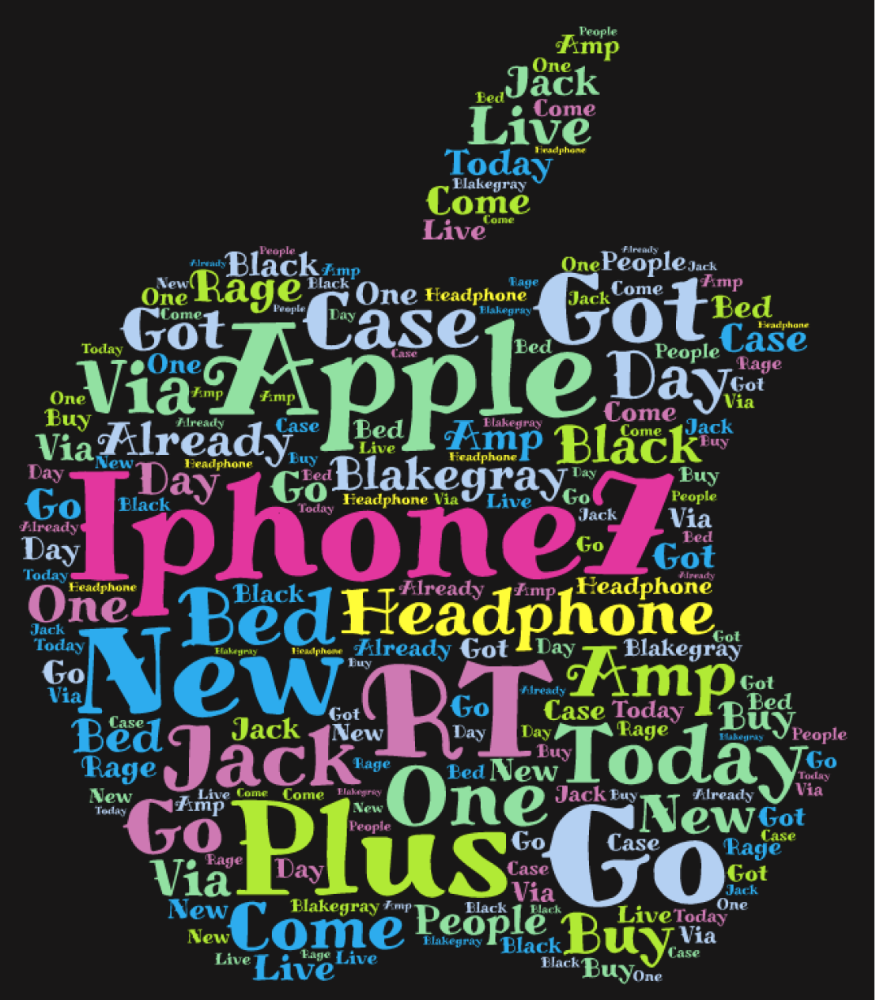 People
Amp
One
Jack
Bed Come
Live
Headphone
Today
Blakegray
Come
Come
Live
People Already
Already Black Amp One People Jack
New Rage Black One Headphone Rage Got Come Amp
One People Case Blakegray Jack Bed
Come Day Headphone
Got Apple Case Bed People Case
Today One Case Day Rage
Via Amp Amp Got
One Via
Buy Already Case Bed Blakegray Come Jack
Already Amp Black Come Buy
Via Live Headphone
New Headphone Buy Blakegray Day Buy
Day Day Go Bed
Go Black Today Headphone Via Live Go People
Iphone7 Jack Via
Already Bed
Day Go Got
Today Already
Headphone Black Already Amp Headphone
One Bed Headphone
Jack Got
Today New Blakegray Headphone Already Got Day Blakegray
Go Buy Amp Got
Via RT Already Bed
Case Got Go Case Today Buy
Bed Jack New Day Day Rage Blakegray People
Jack Buy Today
Rage Rage Bed New Go
One Today
New Live Come Come Blakegray Jack Buy Already Via
Today Amp New New Got
Go People Go Case Case
Plus Go Rage
Rage Day Case Got
Via Via Jack
New Blakegray Amp Black Black One
Come People Live Today
New Blakegray Black Buy Via
Live Rage Live Case
Live Black Buy One